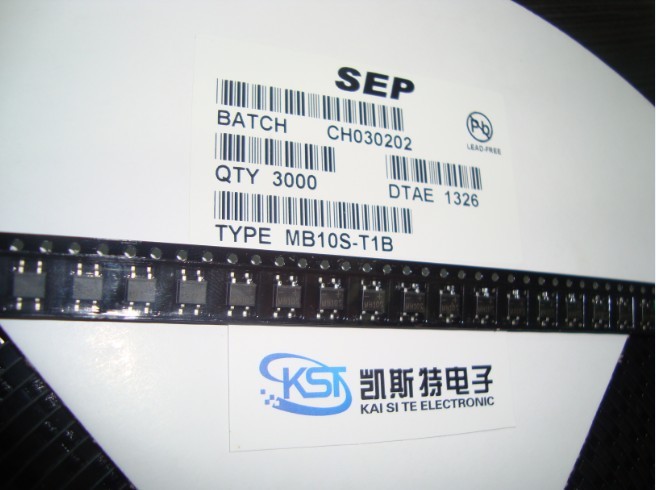 SEP
BATCH CH030202
Pb
LEAD-FREE
QTY 3000
DTAE 1326
TYPE MB10S-T1B
KST 凯斯特电子
KAI SI TE ELECTRONIC